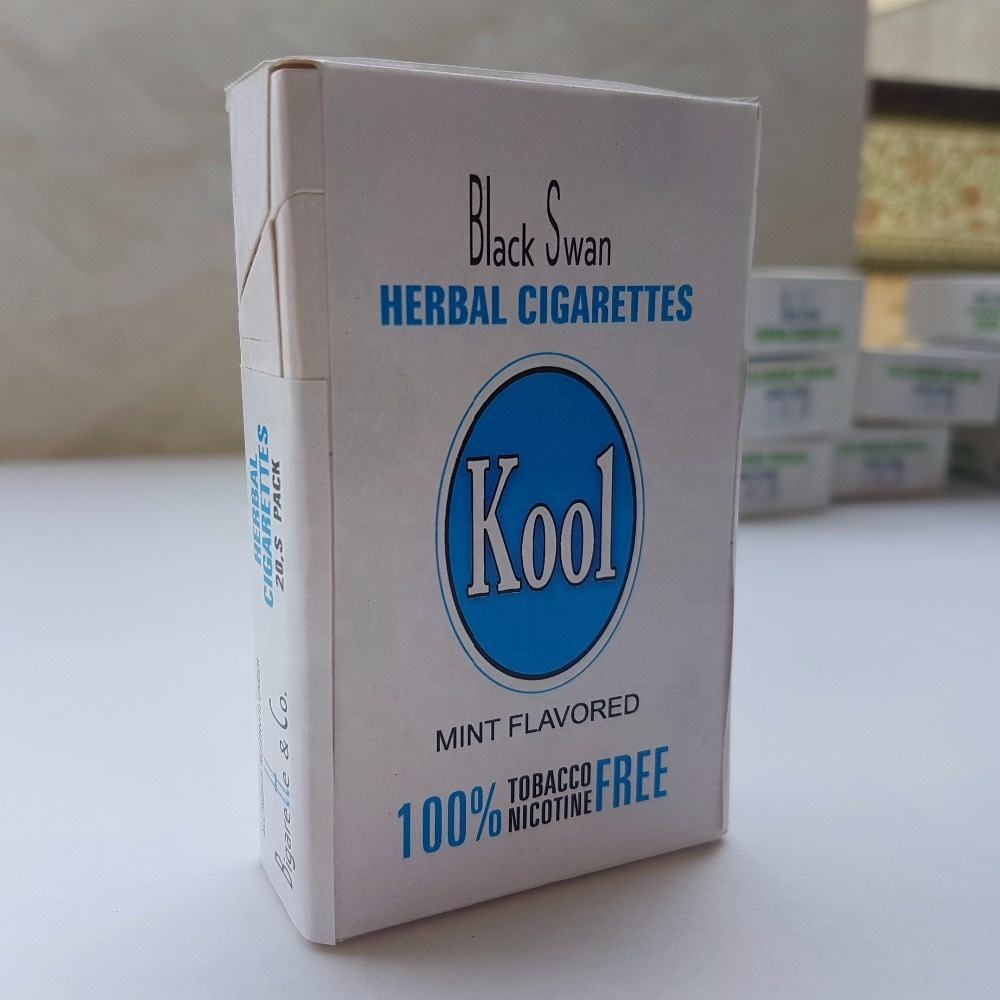 Black Swan
HERBAL CIGARETTES
Kool
MINT FLAVORED
100% TOBACCO NICOTINE FREE
HERBAL
CIGARETTES
20,S PACK
Bigarette & Co.